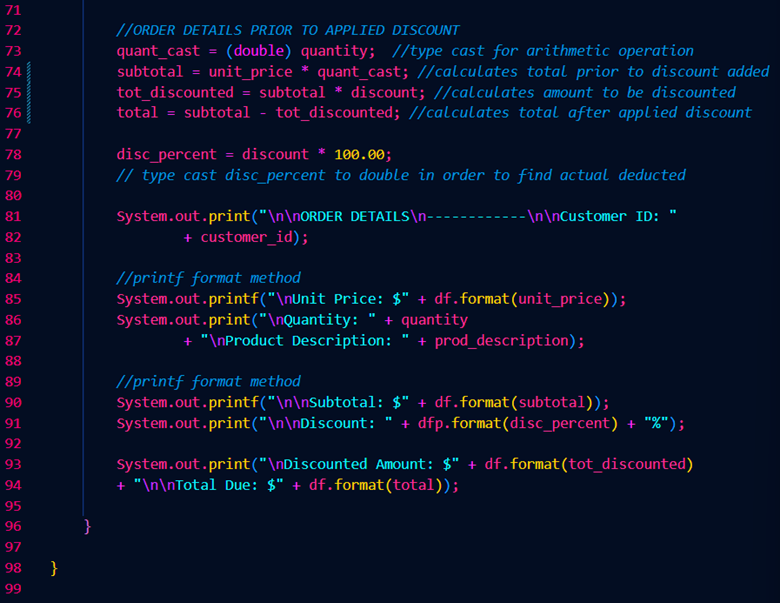 71
72 //ORDER DETAILS PRIOR TO APPLIED DISCOUNT
73 quant_cast = (double) quantity;  //type cast for arithmetic operation
74 subtotal = unit_price * quant_cast; //calculates total prior to discount added
75 tot_discounted = subtotal * discount; //calculates amount to be discounted
76 total = subtotal - tot_discounted; //calculates total after applied discount
77
78 disc_percent = discount * 100.00;
79 // type cast disc_percent to double in order to find actual deducted
80
81 System.out.print("\n\nORDER DETAILS\n------------\n\nCustomer ID: "
82 + customer_id);
83
84 //printf format method
85 System.out.printf("\nUnit Price: $" + df.format(unit_price));
86 System.out.print("\nQuantity: " + quantity
87 + "\nProduct Description: " + prod_description);
88
89 //printf format method
90 System.out.printf("\n\nSubtotal: $" + df.format(subtotal));
91 System.out.print("\n\nDiscount: " + dfp.format(disc_percent) + "%");
92
93 System.out.print("\nDiscounted Amount: $" + df.format(tot_discounted)
94 + "\n\nTotal Due: $" + df.format(total));
95
96 }
97
98 }
99